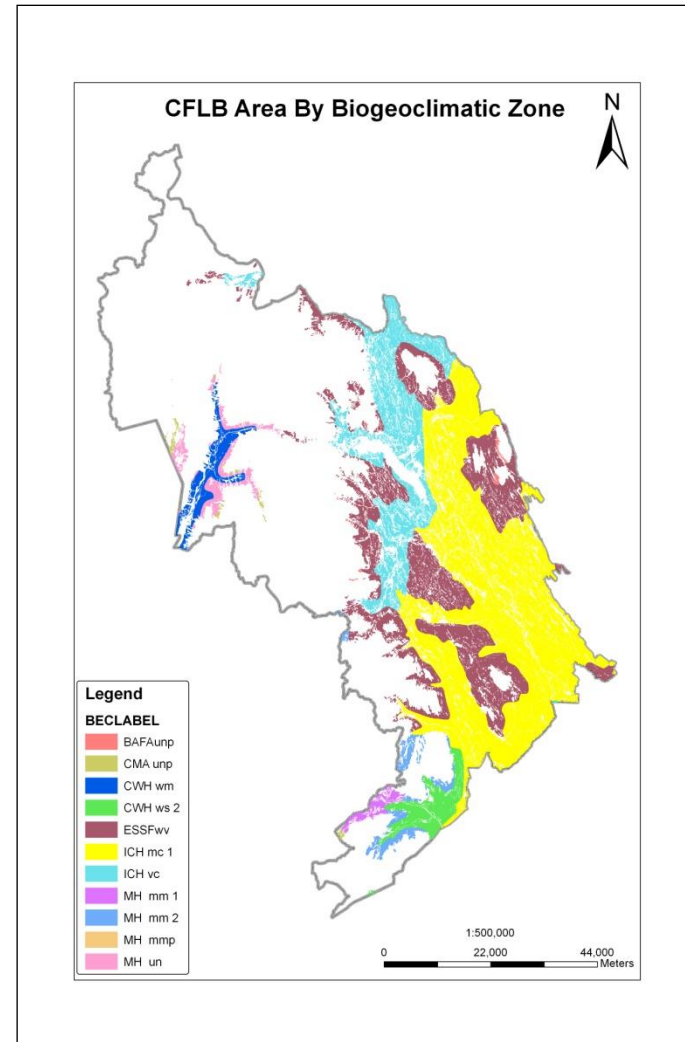 CFLB Area By Biogeoclimatic Zone
N
Legend
BECLABEL
BAFAunp
CMA unp
CWH wm
CWH ws 2
ESSFwv
ICH mc 1
ICH vc
MH mm 1
MH mm 2
MH mmp
MH un
1:500,000
0 22,000 44,000
Meters